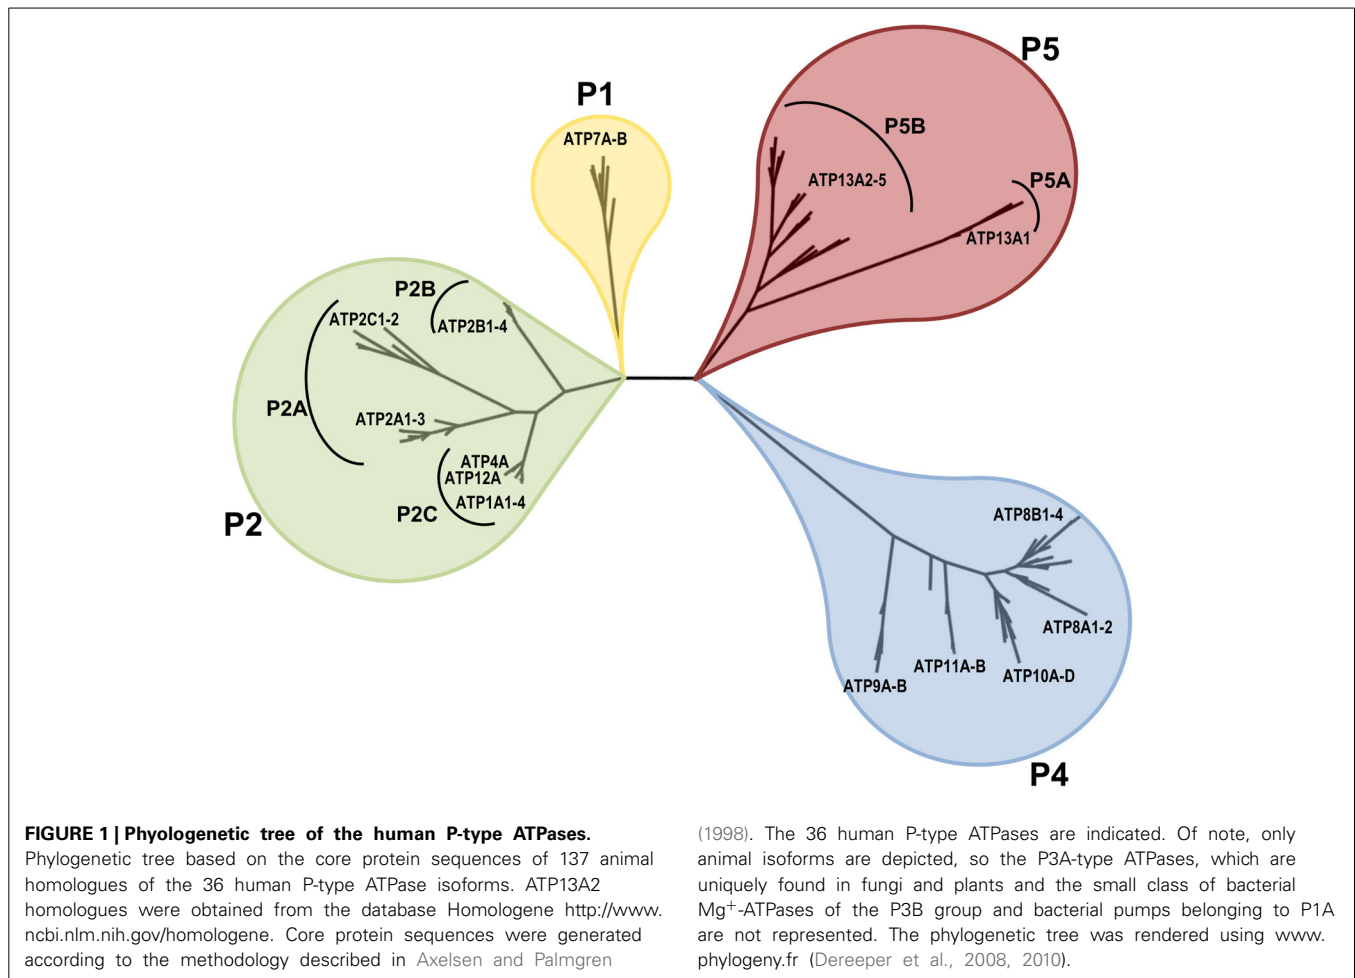 P5
P1
ATP7A-B
P5B
ATP13A2-5
P5A
ATP13A1
P2B
ATP2C1-2
ATP2B1-4
P2A
ATP2A1-3
ATP4A
ATP12A
ATP1A1-4
P2C
P2
ATP8B1-4
ATP8A1-2
ATP11A-B
ATP10A-D
ATP9A-B
P4
FIGURE 1 | Phyologenetic tree of the human P-type ATPases.
Phylogenetic tree based on the core protein sequences of 137 animal
homologues of the 36 human P-type ATPase isoforms. ATP13A2
homologues were obtained from the database Homologene http://www.
ncbi.nlm.nih.gov/homologene. Core protein sequences were generated
according to the methodology described in Axelsen and Palmgren
(1998). The 36 human P-type ATPases are indicated. Of note, only
animal isoforms are depicted, so the P3A-type ATPases, which are
uniquely found in fungi and plants and the small class of bacterial
Mg⁺-ATPases of the P3B group and bacterial pumps belonging to P1A
are not represented. The phylogenetic tree was rendered using www.
phylogeny.fr (Dereeper et al., 2008, 2010).